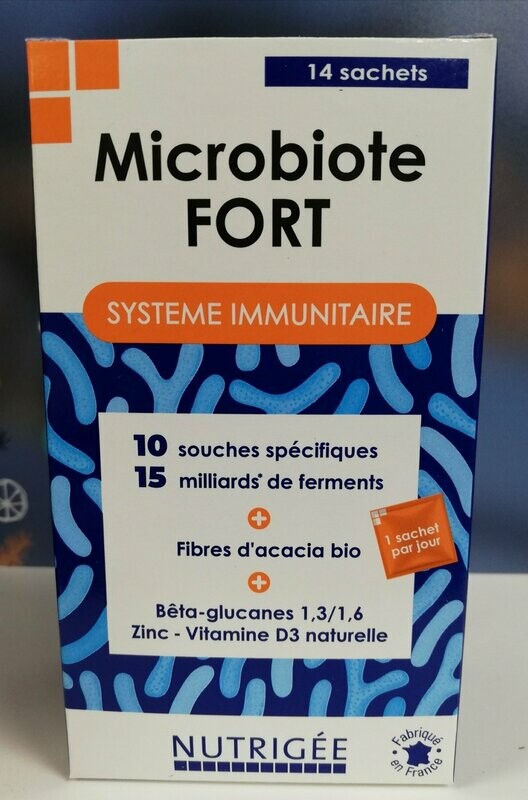 14 sachets
Microbiote
FORT
SYSTEME IMMUNITAIRE
10 souches spécifiques
15 milliards* de ferments
+
Fibres d'acacia bio
+
Bêta-glucanes 1,3/1,6
Zinc - Vitamine D3 naturelle
1 sachet
par jour
NUTRIGÉE
Fabriqué
en France